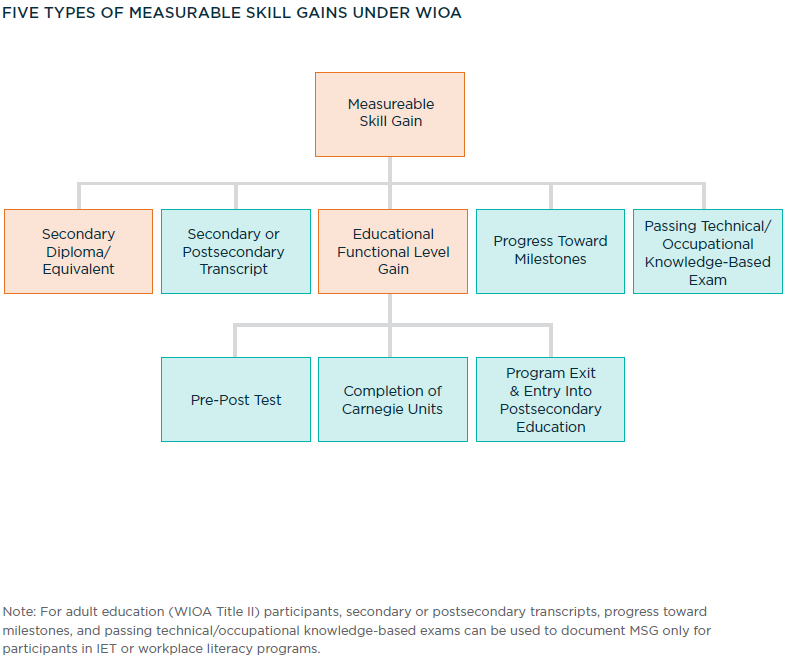 FIVE TYPES OF MEASURABLE SKILL GAINS UNDER WIOA
Measureable
Skill Gain
Secondary
Diploma/
Equivalent
Secondary or
Postsecondary
Transcript
Educational
Functional Level
Gain
Progress Toward
Milestones
Passing Technical/
Occupational
Knowledge-Based
Exam
Pre-Post Test
Completion of
Carnegie Units
Program Exit
& Entry Into
Postsecondary
Education
Note: For adult education (WIOA Title II) participants, secondary or postsecondary transcripts, progress toward
milestones, and passing technical/occupational knowledge-based exams can be used to document MSG only for
participants in IET or workplace literacy programs.